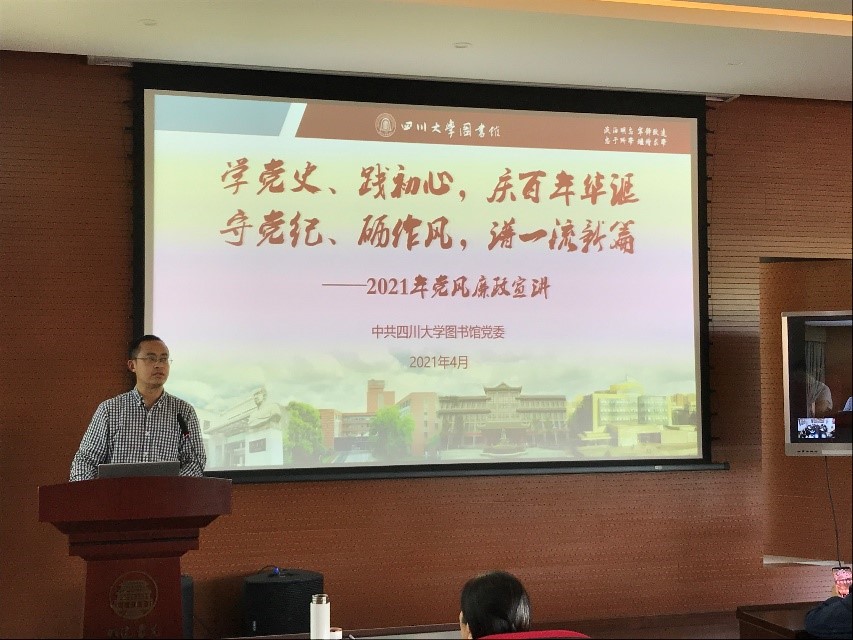 四川大学图书馆
学党史、践初心，庆百年华诞
守党纪、砺作风，谱一流新篇
——2021年党风廉政宣讲
中共四川大学图书馆党委
2021年4月